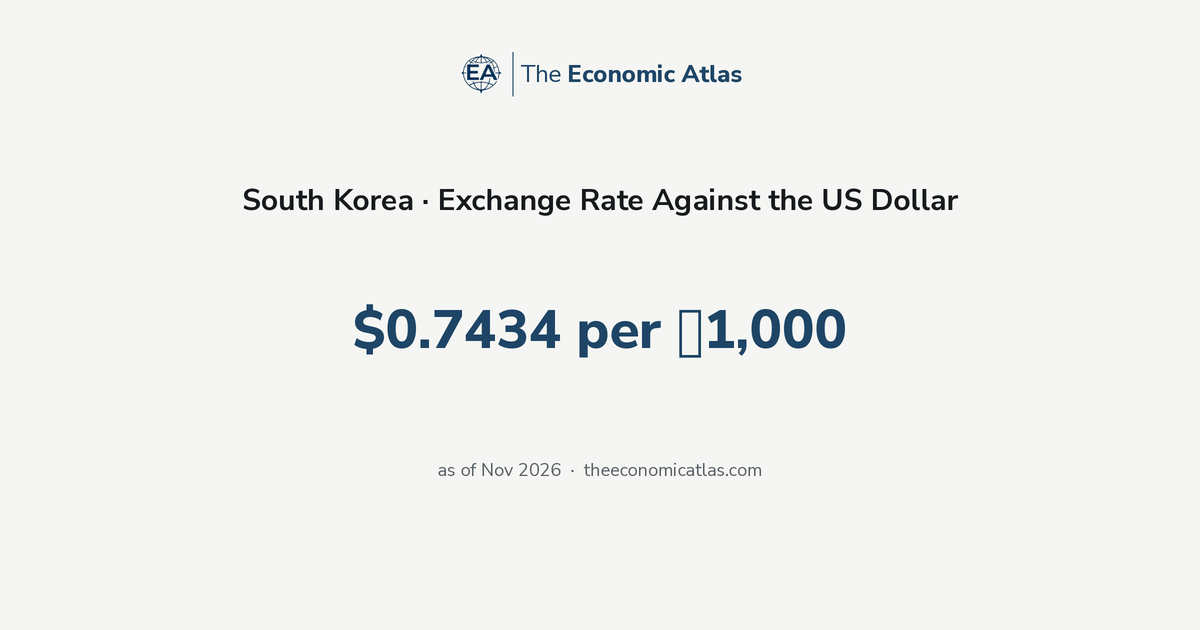 EA The Economic Atlas
South Korea · Exchange Rate Against the US Dollar
$0.7434 per 1,000
as of Nov 2026 · theeconomicatlas.com